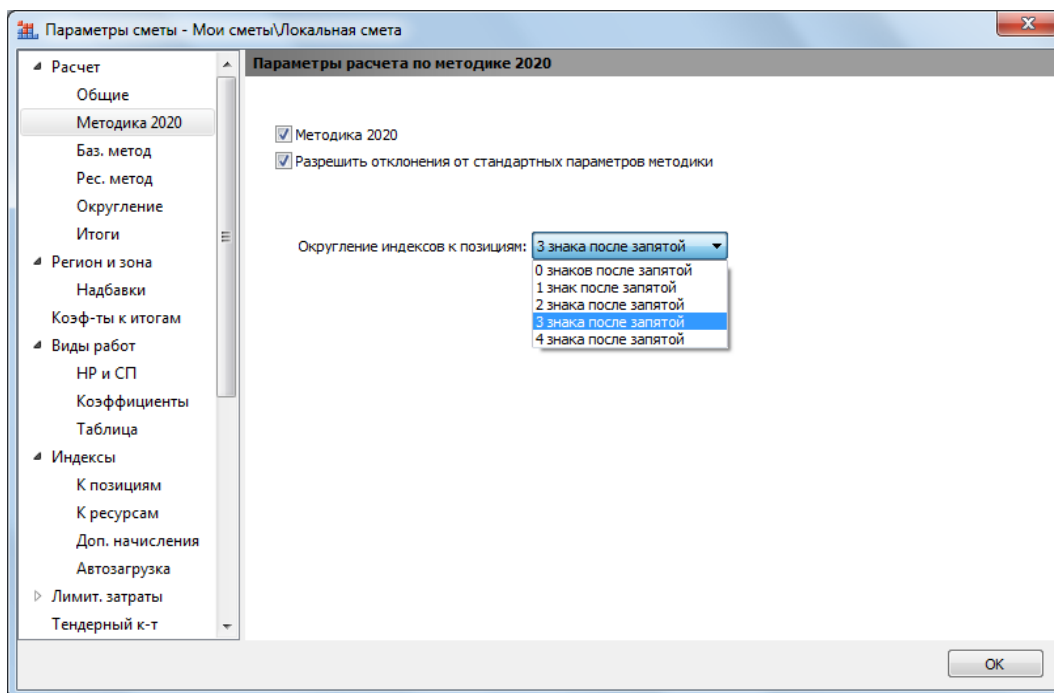 Параметры сметы - Мои сметы\Локальная смета
Расчет
Общие
Методика 2020
Баз. метод
Рес. метод
Округление
Итоги
Регион и зона
Надбавки
Коэф-ты к итогам
Виды работ
НР и СП
Коэффициенты
Таблица
Индексы
К позициям
К ресурсам
Доп. начисления
Автозагрузка
Лимит. затраты
Тендерный к-т
Параметры расчета по методике 2020
Методика 2020
Разрешить отклонения от стандартных параметров методики
Округление индексов к позициям: 3 знака после запятой
0 знаков после запятой
1 знак после запятой
2 знака после запятой
3 знака после запятой
4 знака после запятой
OK